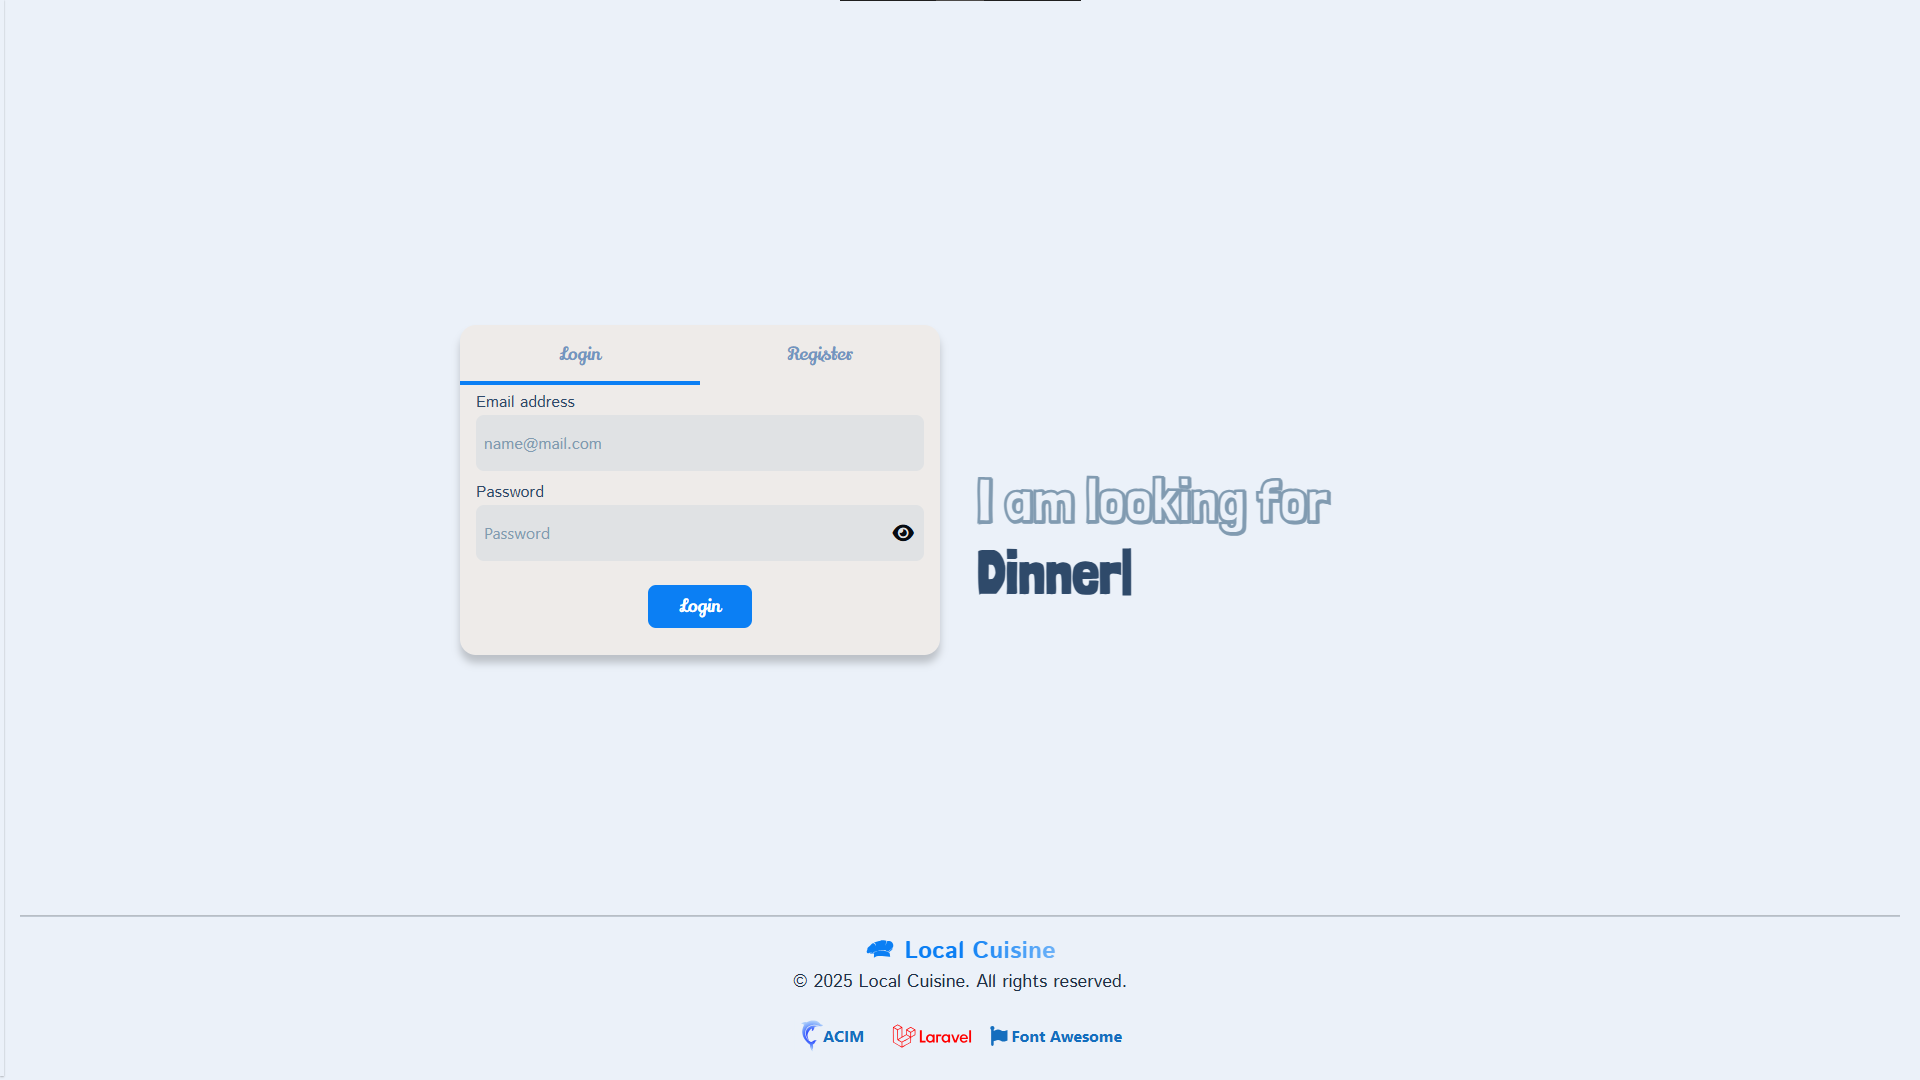 Login Register
Email address
name@mail.com
Password
Password
Login
I am looking for
Dinner|
Local Cuisine
© 2025 Local Cuisine. All rights reserved.
ACIM Laravel Font Awesome